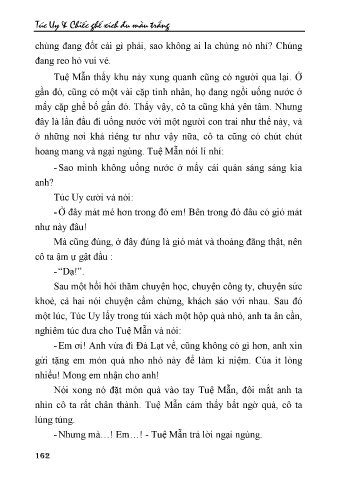 Túc Uy & Chiếc ghế xích đu màu trắng
chúng đang đốt cái gì phải, sao không ai la chúng nó nhỉ? Chúng
đang reo hò vui vẻ.
Tuệ Mẫn thấy khu này xung quanh cũng có người qua lại. Ở
gần đó, cũng có một vài cặp tình nhân, họ đang ngồi uống nước ở
mấy cặp ghế bố gần đó. Thấy vậy, cô ta cũng khá yên tâm. Nhưng
đây là lần đầu đi uống nước với một người con trai như thế này, và
ở những nơi khá riêng tư như vậy nữa, cô ta cũng có chút chút
hoang mang và ngại ngùng. Tuệ Mẫn nói lí nhí:
- Sao mình không uống nước ở mấy cái quán sáng sáng kia
anh?
Túc Uy cười và nói:
- Ở đây mát mẻ hơn trong đó em! Bên trong đó đâu có gió mát
như này đâu!
Mà cũng đúng, ở đây đúng là gió mát và thoáng đãng thật, nên
cô ta ậm ự gật đầu :
- “Dạ!”.
Sau một hồi hỏi thăm chuyện học, chuyện công ty, chuyện sức
khoẻ, cả hai nói chuyện cầm chừng, khách sáo với nhau. Sau đó
một lúc, Túc Uy lấy trong túi xách một hộp quà nhỏ, anh ta ân cần,
nghiêm túc đưa cho Tuệ Mẫn và nói:
- Em ơi! Anh vừa đi Đà Lạt về, cũng không có gì hơn, anh xin
gửi tặng em món quà nho nhỏ này để làm kỉ niệm. Của ít lòng
nhiều! Mong em nhận cho anh!
Nói xong nó đặt món quà vào tay Tuệ Mẫn, đôi mắt anh ta
nhìn cô ta rất chân thành. Tuệ Mẫn cảm thấy bất ngờ quá, cô ta
lúng túng.
- Nhưng mà…! Em…! - Tuệ Mẫn trả lời ngại ngùng.
162